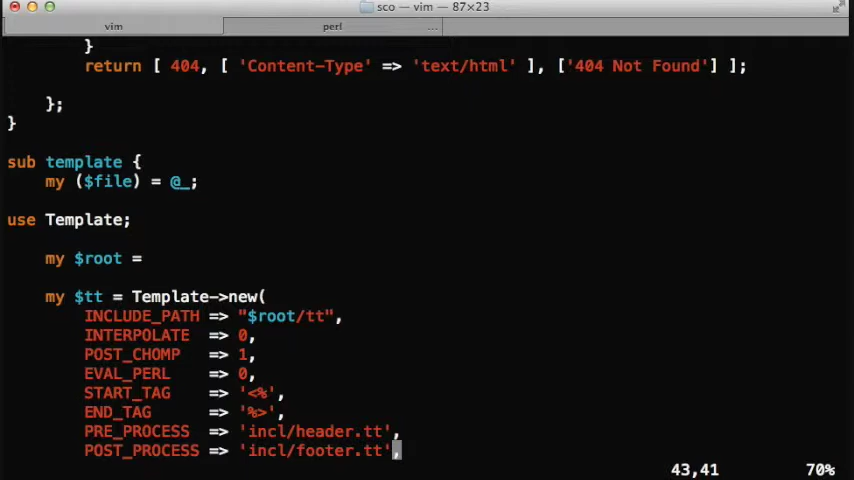 sco — vim — 87×23
vim perl ...
}
return [ 404, [ 'Content-Type' => 'text/html' ], ['404 Not Found'] ];
};
}
sub template {
my ($file) = @_;
use Template;
my $root =
my $tt = Template->new(
INCLUDE_PATH => "$root/tt",
INTERPOLATE => 0,
POST_CHOMP => 1,
EVAL_PERL => 0,
START_TAG => '<%',
END_TAG => '%>',
PRE_PROCESS => 'incl/header.tt',
POST_PROCESS => 'incl/footer.tt',
43,41 70%